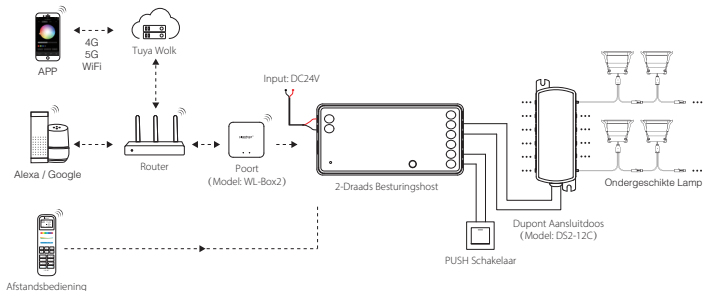 4G
5G
WiFi
APP
Tuya Wolk
Input: DC24V
Alexa / Google
Router
Poort
(Model: WL-Box2)
2-Draads Besturingshost
Dupont Aansluitdoos
(Model: DS2-12C)
Ondergeschikte Lamp
PUSH Schakelaar
Afstandsbediening